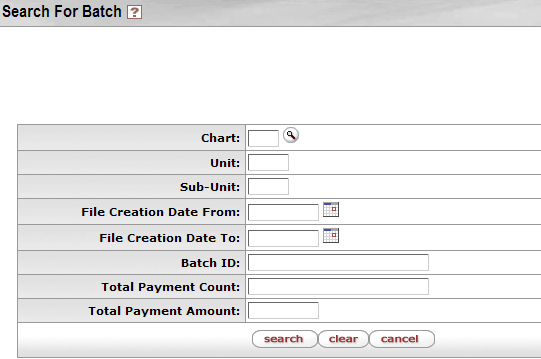 Search For Batch ?
Chart:
Unit:
Sub-Unit:
File Creation Date From:
File Creation Date To:
Batch ID:
Total Payment Count:
Total Payment Amount:
search clear cancel